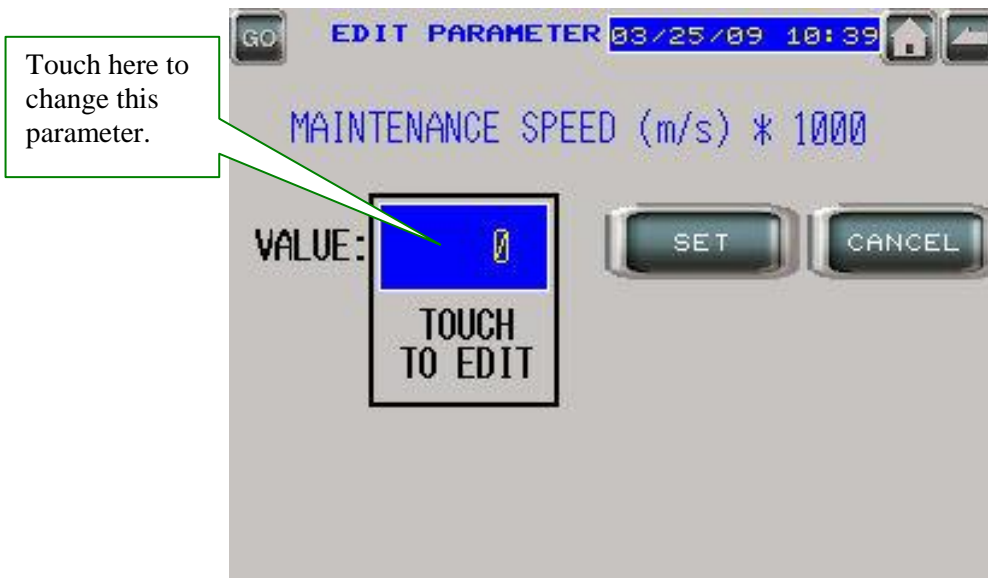 GO EDIT PARAMETER 03/25/09 10:39
Touch here to
change this
parameter.
MAINTENANCE SPEED (m/s) * 1000
VALUE: 0 SET CANCEL
TOUCH
TO EDIT